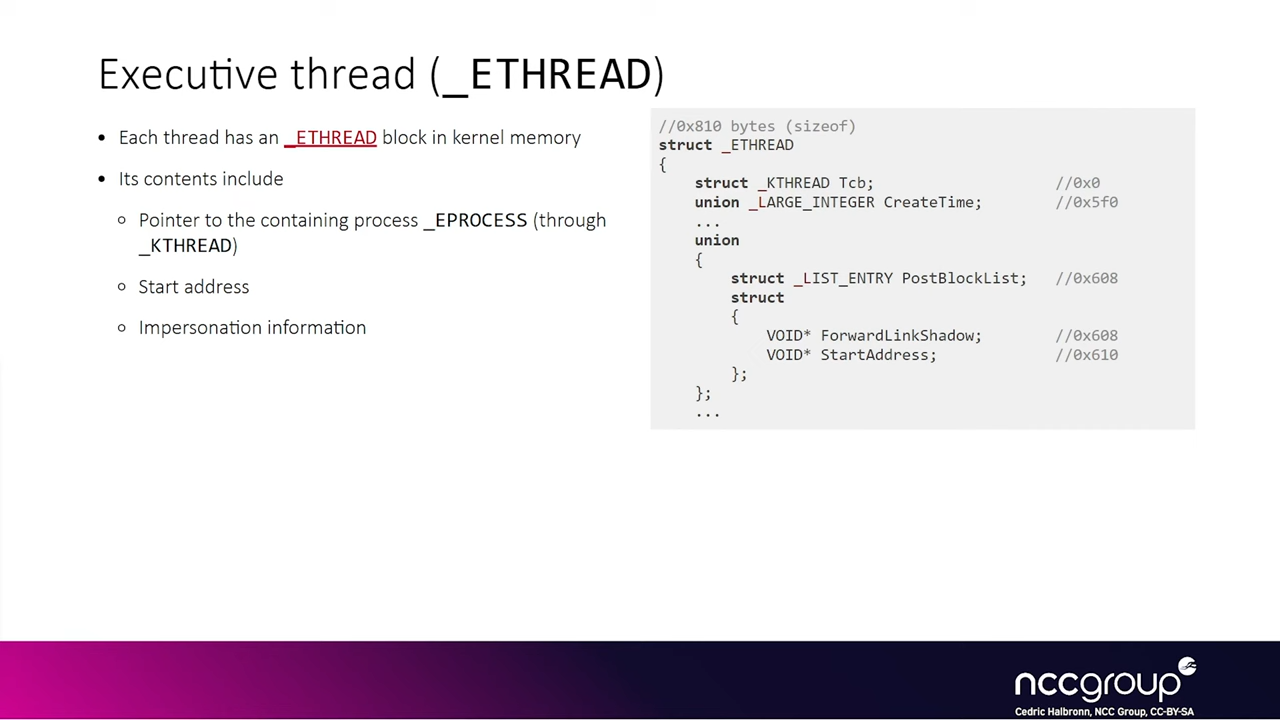 Executive thread (_ETHREAD)
• Each thread has an _ETHREAD block in kernel memory
• Its contents include
○ Pointer to the containing process _EPROCESS (through
_KTHREAD)
○ Start address
○ Impersonation information
//0x810 bytes (sizeof)
struct _ETHREAD
{
    struct _KTHREAD Tcb;                    //0x0
    union _LARGE_INTEGER CreateTime;        //0x5f0
    ...
    union
    {
        struct _LIST_ENTRY PostBlockList;   //0x608
        struct
        {
            VOID* ForwardLinkShadow;        //0x608
            VOID* StartAddress;             //0x610
        };
    };
    ...
nccgroup
Cedric Halbronn, NCC Group, CC-BY-SA